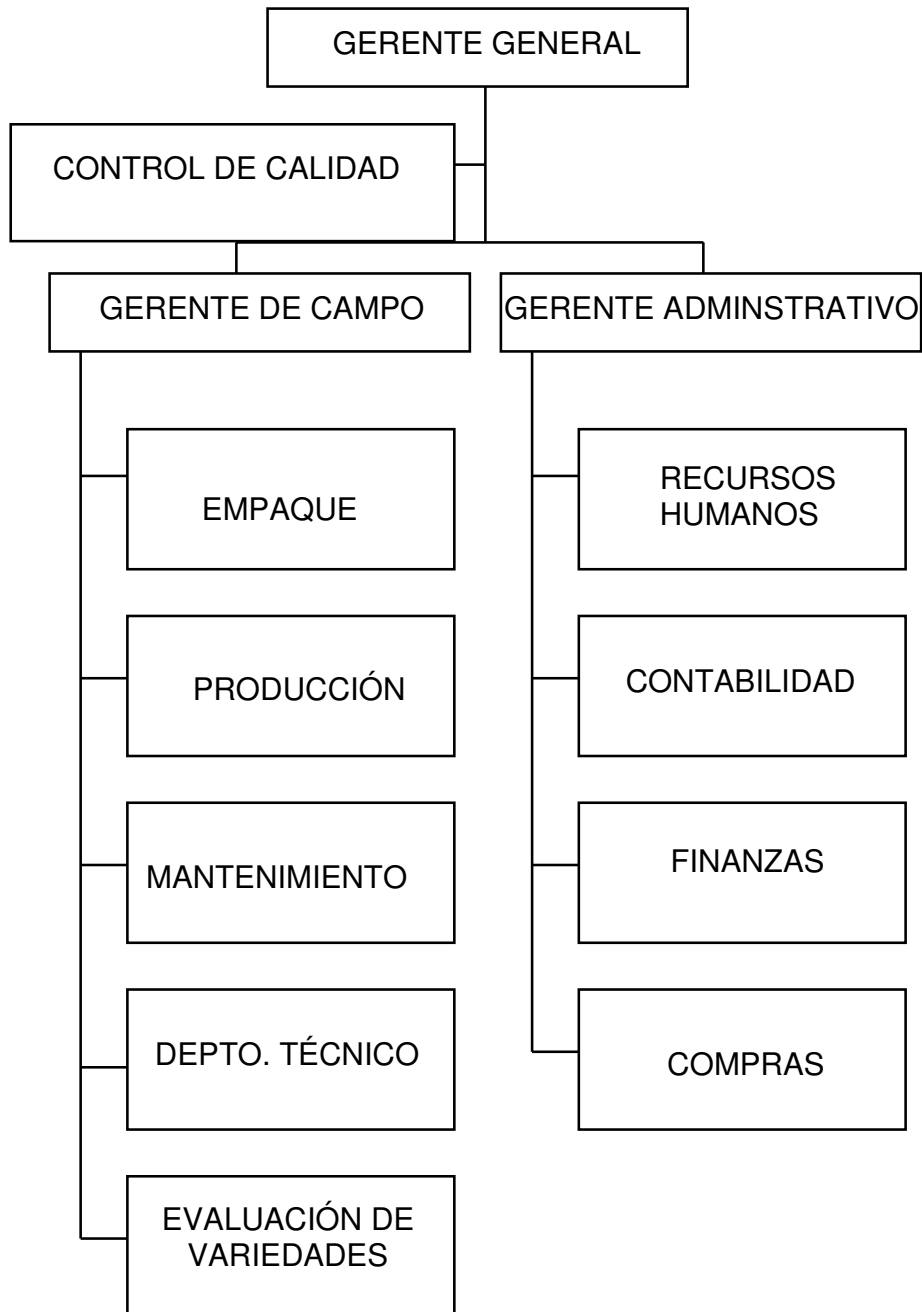 GERENTE GENERAL
CONTROL DE CALIDAD
GERENTE DE CAMPO
GERENTE ADMINSTRATIVO
EMPAQUE
RECURSOS
HUMANOS
PRODUCCIÓN
CONTABILIDAD
MANTENIMIENTO
FINANZAS
DEPTO. TÉCNICO
COMPRAS
EVALUACIÓN DE
VARIEDADES